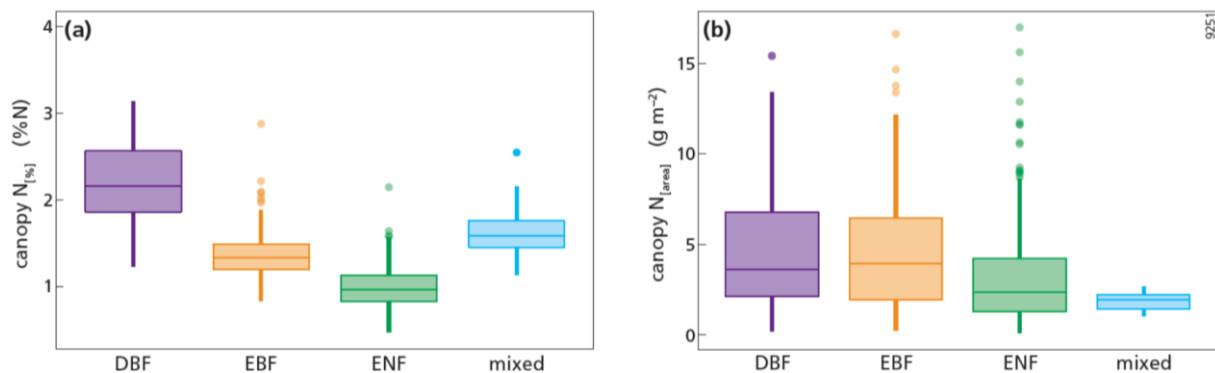 (a)
4
3
2
1
canopy N[%] (%N)
DBF EBF ENF mixed
(b)
9251
15
10
5
0
canopy N[area] (g m⁻²)
DBF EBF ENF mixed